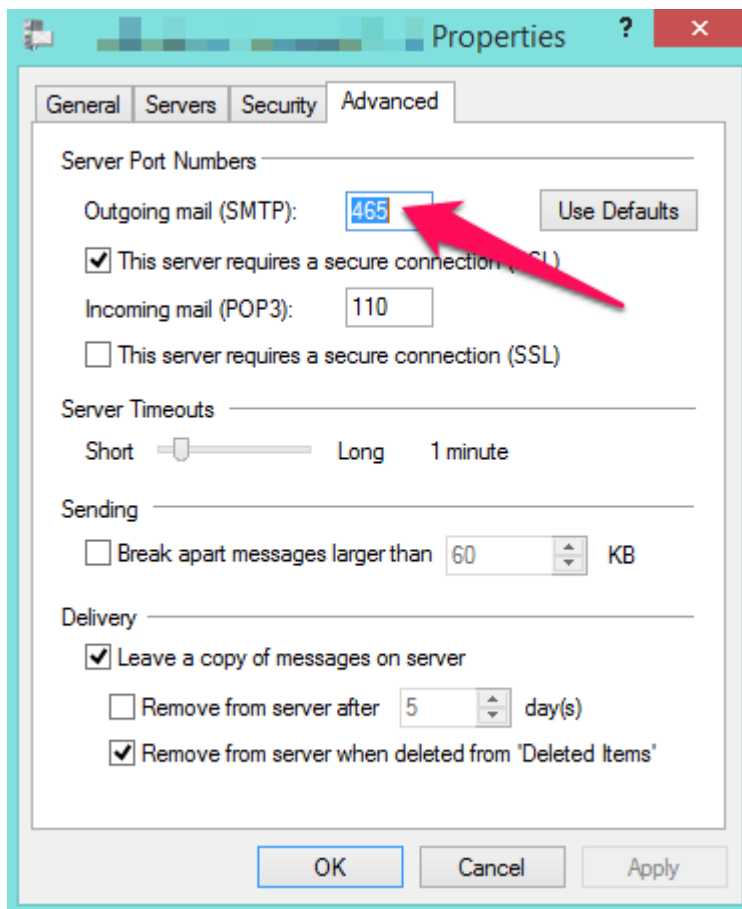 Properties ? ×
General Servers Security Advanced
Server Port Numbers
Outgoing mail (SMTP): 465 Use Defaults
This server requires a secure connection (SSL)
Incoming mail (POP3): 110
This server requires a secure connection (SSL)
Server Timeouts
Short Long 1 minute
Sending
Break apart messages larger than 60 KB
Delivery
Leave a copy of messages on server
Remove from server after 5 day(s)
Remove from server when deleted from 'Deleted Items'
OK Cancel Apply